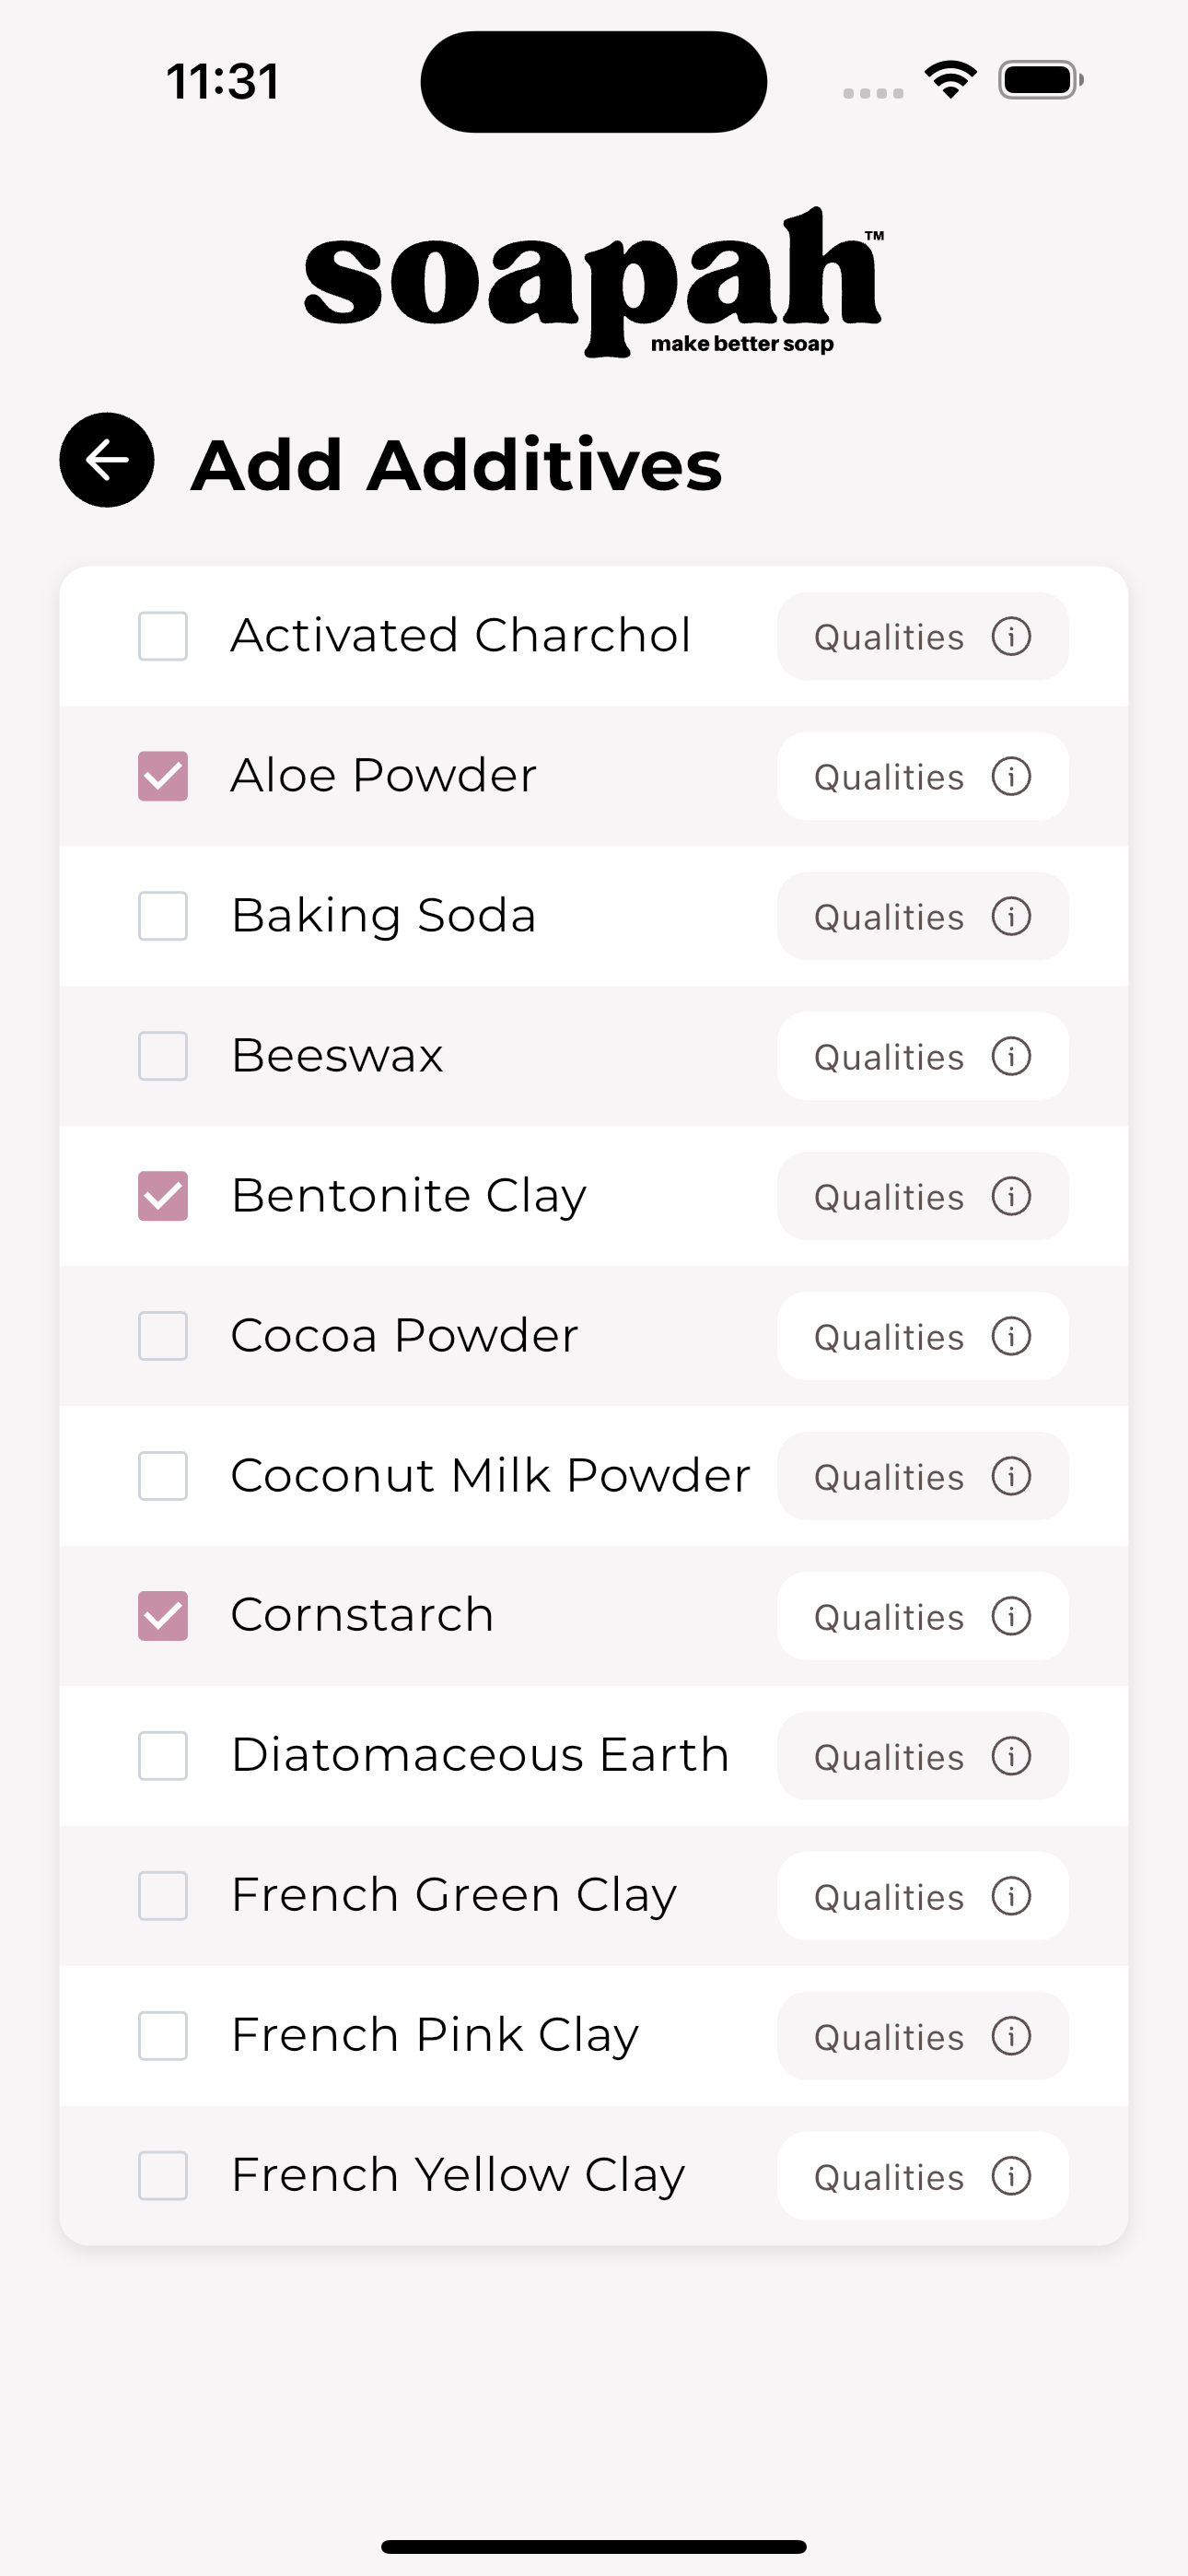 11:31
soapah™
make better soap
Add Additives
Activated Charchol Qualities
Aloe Powder Qualities
Baking Soda Qualities
Beeswax Qualities
Bentonite Clay Qualities
Cocoa Powder Qualities
Coconut Milk Powder Qualities
Cornstarch Qualities
Diatomaceous Earth Qualities
French Green Clay Qualities
French Pink Clay Qualities
French Yellow Clay Qualities